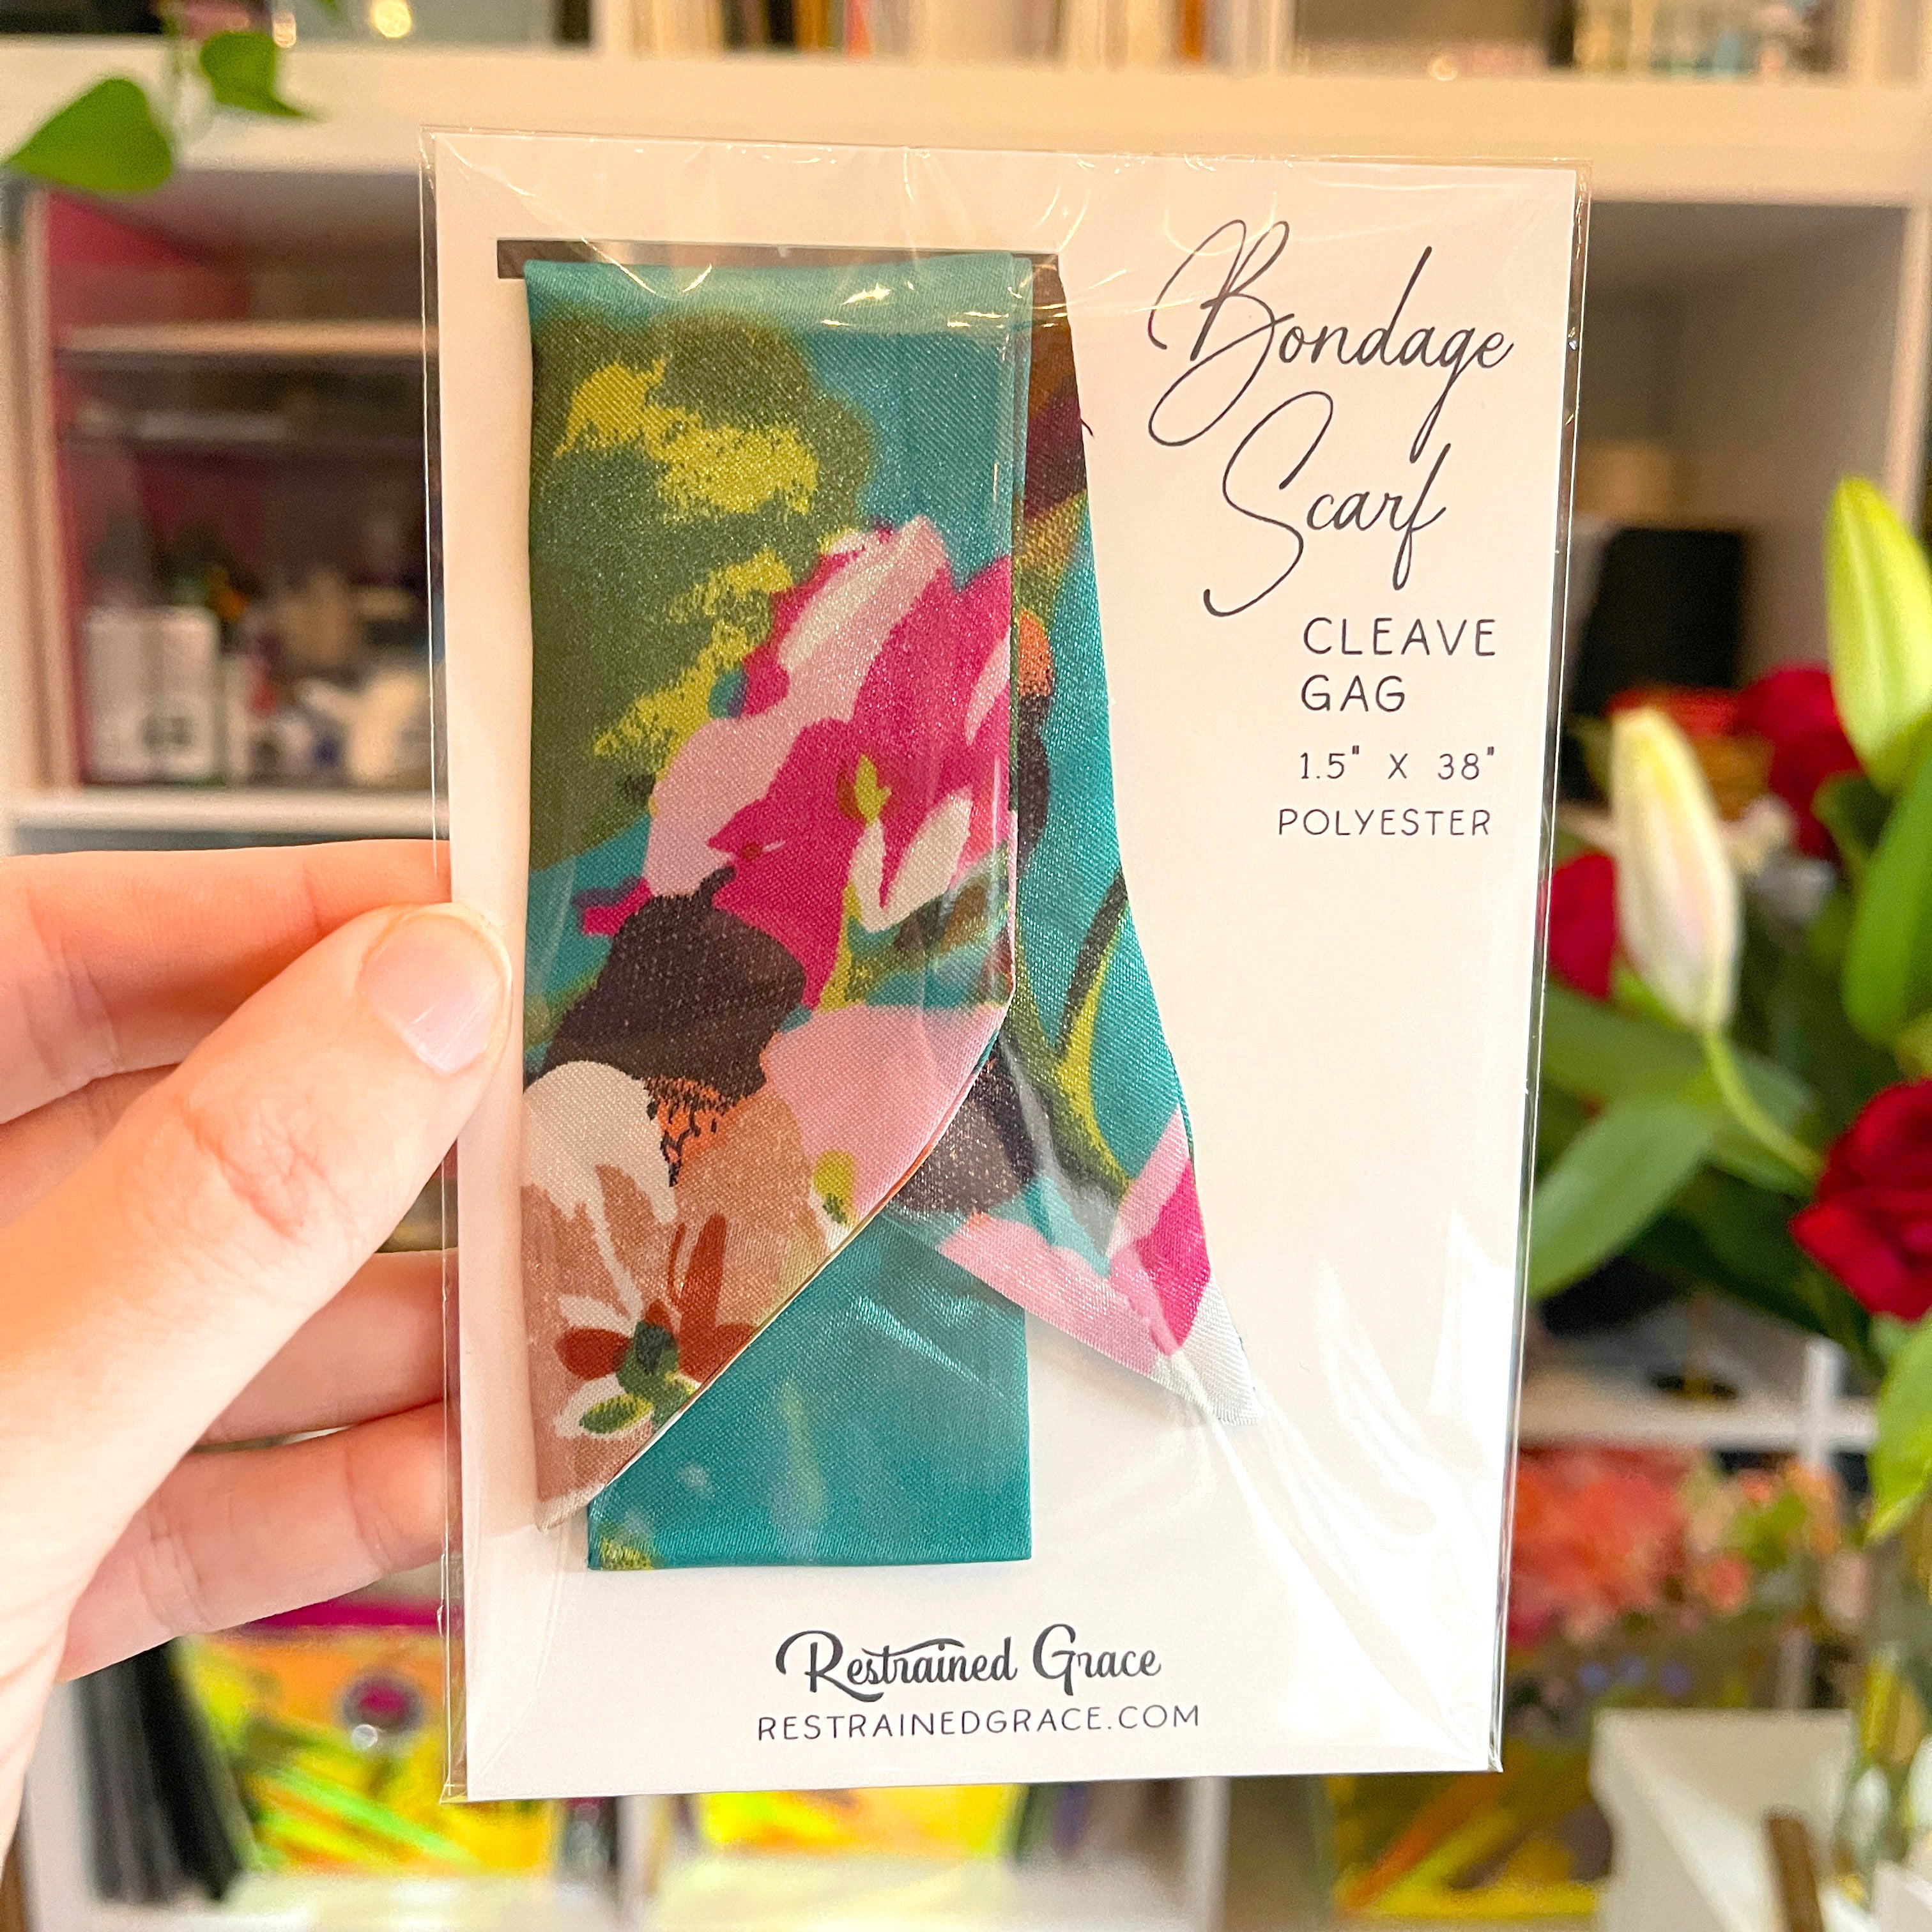 Bondage
Scarf
CLEAVE
GAG
1.5" X 38"
POLYESTER
Restrained Grace
RESTRAINEDGRACE.COM